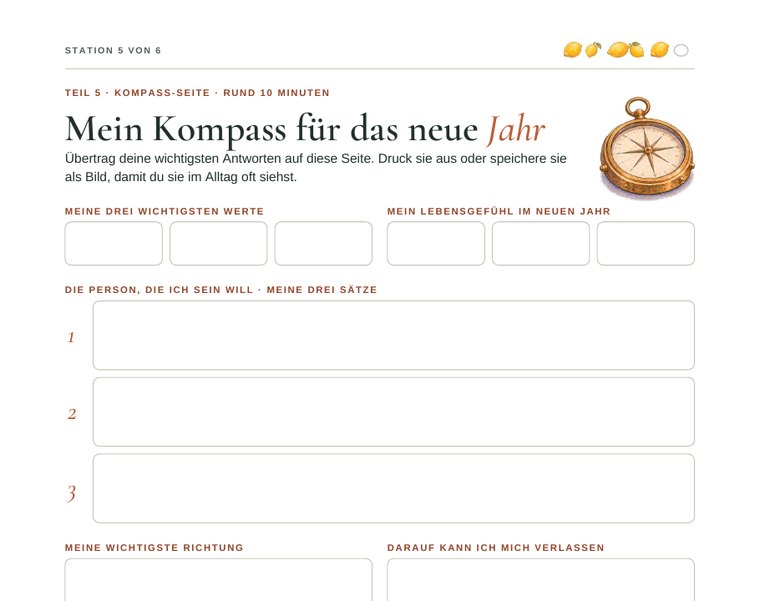 STATION 5 VON 6
TEIL 5 · KOMPASS-SEITE · RUND 10 MINUTEN
Mein Kompass für das neue Jahr
Übertrag deine wichtigsten Antworten auf diese Seite. Druck sie aus oder speichere sie
als Bild, damit du sie im Alltag oft siehst.
MEINE DREI WICHTIGSTEN WERTE
MEIN LEBENSGEFÜHL IM NEUEN JAHR
DIE PERSON, DIE ICH SEIN WILL · MEINE DREI SÄTZE
1
2
3
MEINE WICHTIGSTE RICHTUNG
DARAUF KANN ICH MICH VERLASSEN